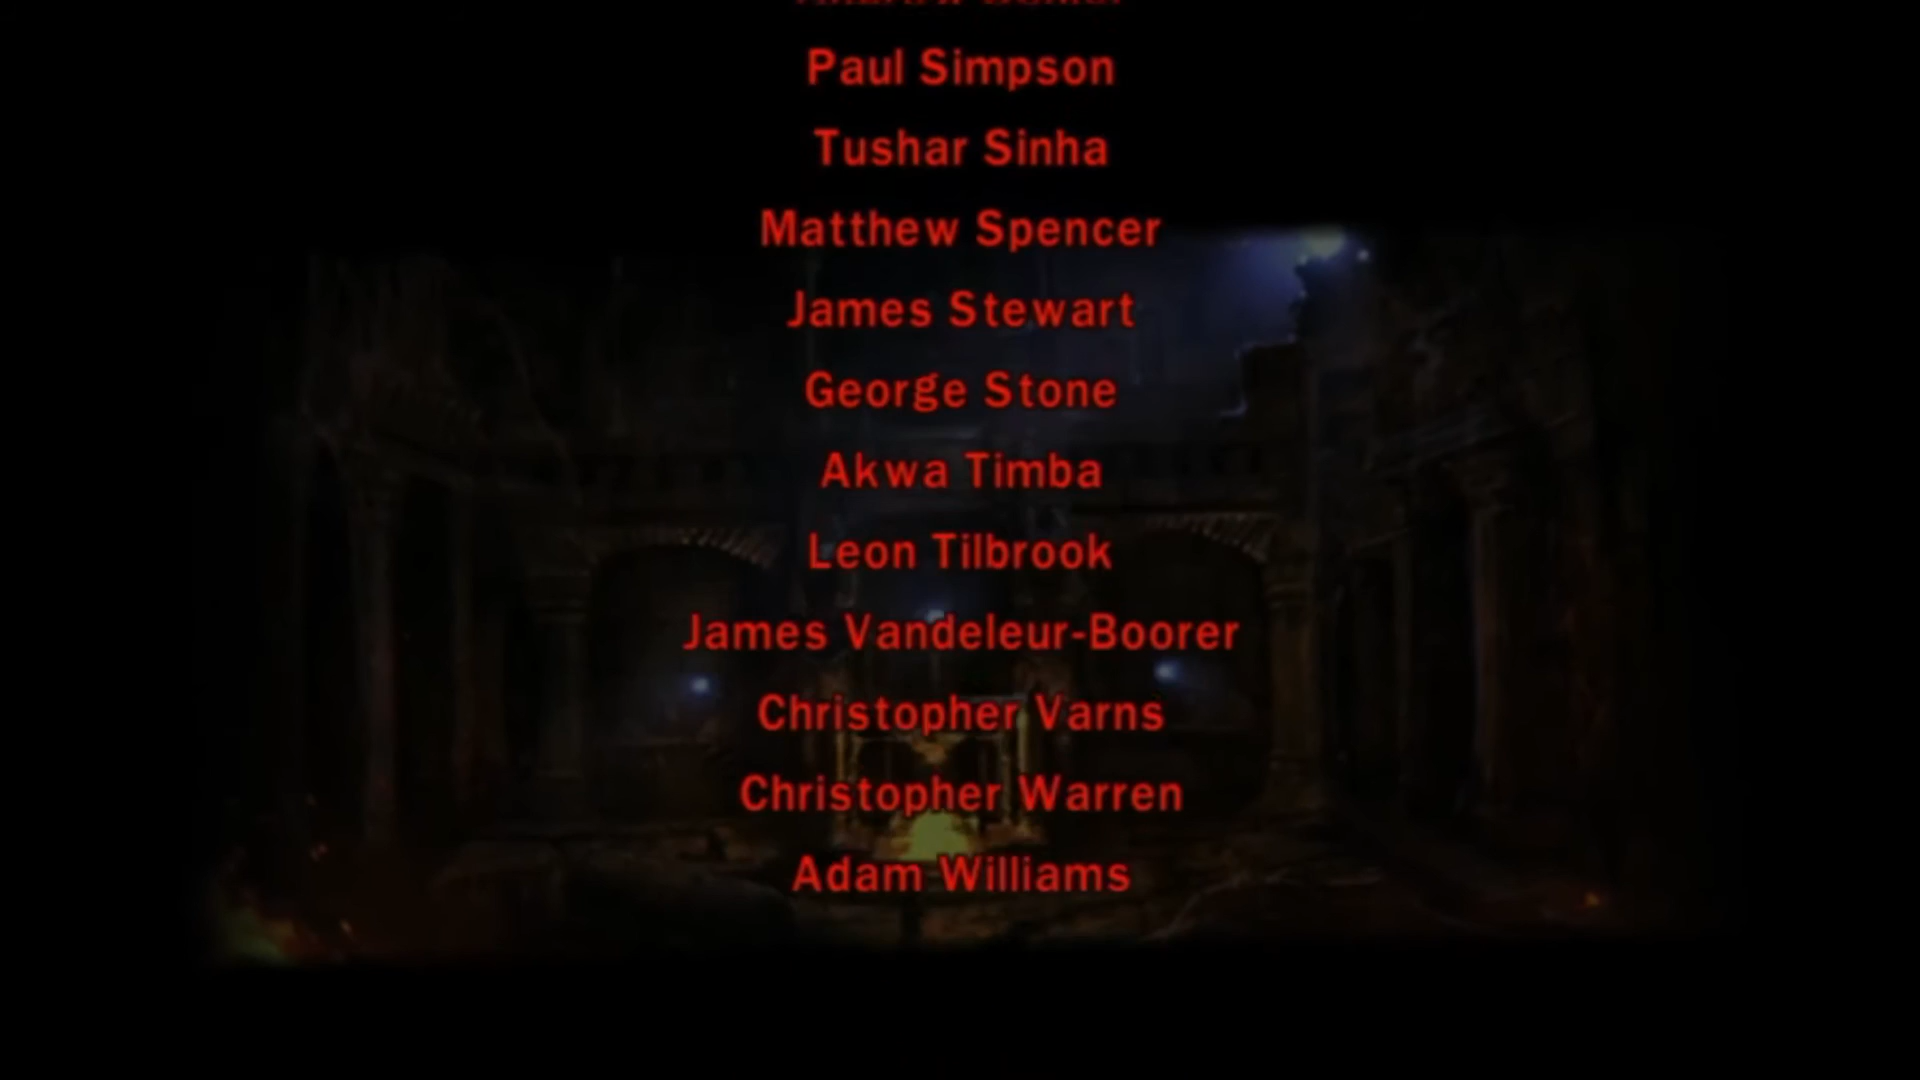 Paul Simpson
Tushar Sinha
Matthew Spencer
James Stewart
George Stone
Akwa Timba
Leon Tilbrook
James Vandeleur-Boorer
Christopher Varns
Christopher Warren
Adam Williams